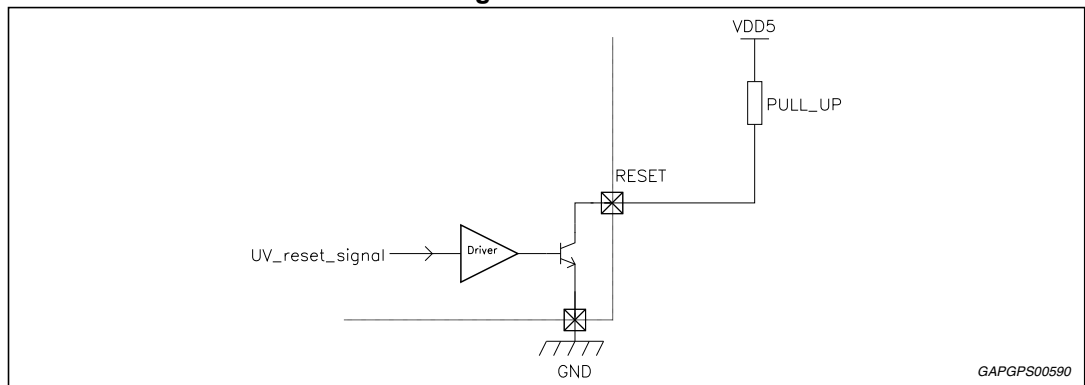 VDD5
PULL_UP
RESET
Driver
UV_reset_signal
GND
GAPGPS00590